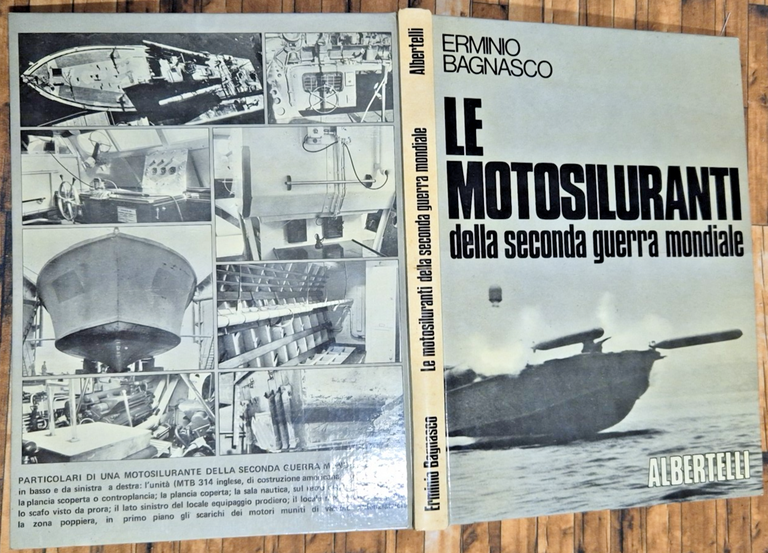 ERMINIO
BAGNASCO
LE
MOTOSILURANTI
della seconda guerra mondiale
ALBERTELLI
Erminio Bagnasco Le motosiluranti della seconda guerra mondiale Albertelli
PARTICOLARI DI UNA MOTOSILURANTE DELLA SECONDA GUERRA
in basso e da sinistra a destra: l'unità (MTB 314 inglese, di costruzione
la plancia scoperta o controplancia; la plancia coperta; la sala nautica, sul
lo scafo visto da prora; il lato sinistro del locale equipaggio prodiero; il
la zona poppiera, in primo piano gli scarichi dei motori muniti di